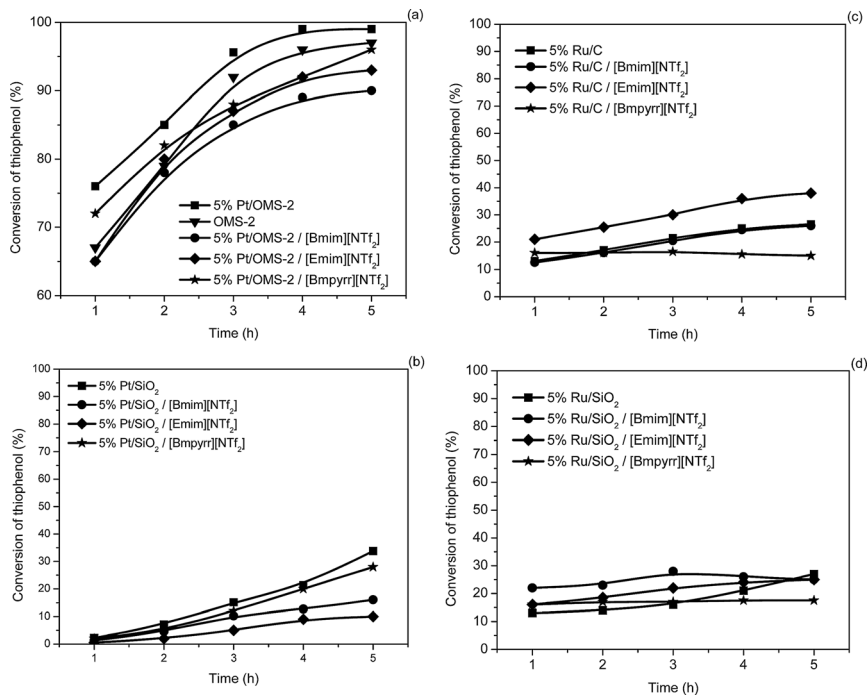 (a)
Conversion of thiophenol (%)
100
90
80
70
60
5% Pt/OMS-2
OMS-2
5% Pt/OMS-2 / [Bmim][NTf₂]
5% Pt/OMS-2 / [Emim][NTf₂]
5% Pt/OMS-2 / [Bmpyrr][NTf₂]
1 2 3 4 5
Time (h)
(c)
Conversion of thiophenol (%)
100
90
80
70
60
50
40
30
20
10
0
5% Ru/C
5% Ru/C / [Bmim][NTf₂]
5% Ru/C / [Emim][NTf₂]
5% Ru/C / [Bmpyrr][NTf₂]
1 2 3 4 5
Time (h)
(b)
Conversion of thiophenol (%)
100
90
80
70
60
50
40
30
20
10
0
5% Pt/SiO₂
5% Pt/SiO₂ / [Bmim][NTf₂]
5% Pt/SiO₂ / [Emim][NTf₂]
5% Pt/SiO₂ / [Bmpyrr][NTf₂]
1 2 3 4 5
Time (h)
(d)
Conversion of thiophenol (%)
100
90
80
70
60
50
40
30
20
10
0
5% Ru/SiO₂
5% Ru/SiO₂ / [Bmim][NTf₂]
5% Ru/SiO₂ / [Emim][NTf₂]
5% Ru/SiO₂ / [Bmpyrr][NTf₂]
1 2 3 4 5
Time (h)